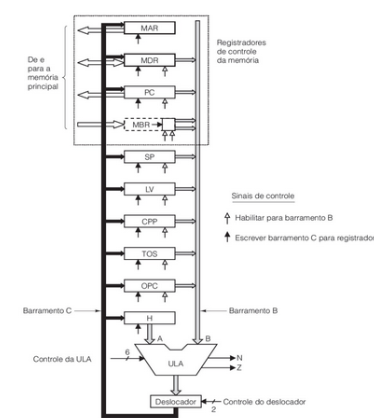 MAR
Registradores
de controle
da memória
MDR
De e
para a
memória
principal
PC
MBR
SP
LV
Sinais de controle
CPP
Habilitar para barramento B
Escrever barramento C para registrador
TOS
OPC
Barramento C
Barramento B
H
A
B
6
Controle da ULA
ULA
N
Z
Deslocador
Controle do deslocador
2